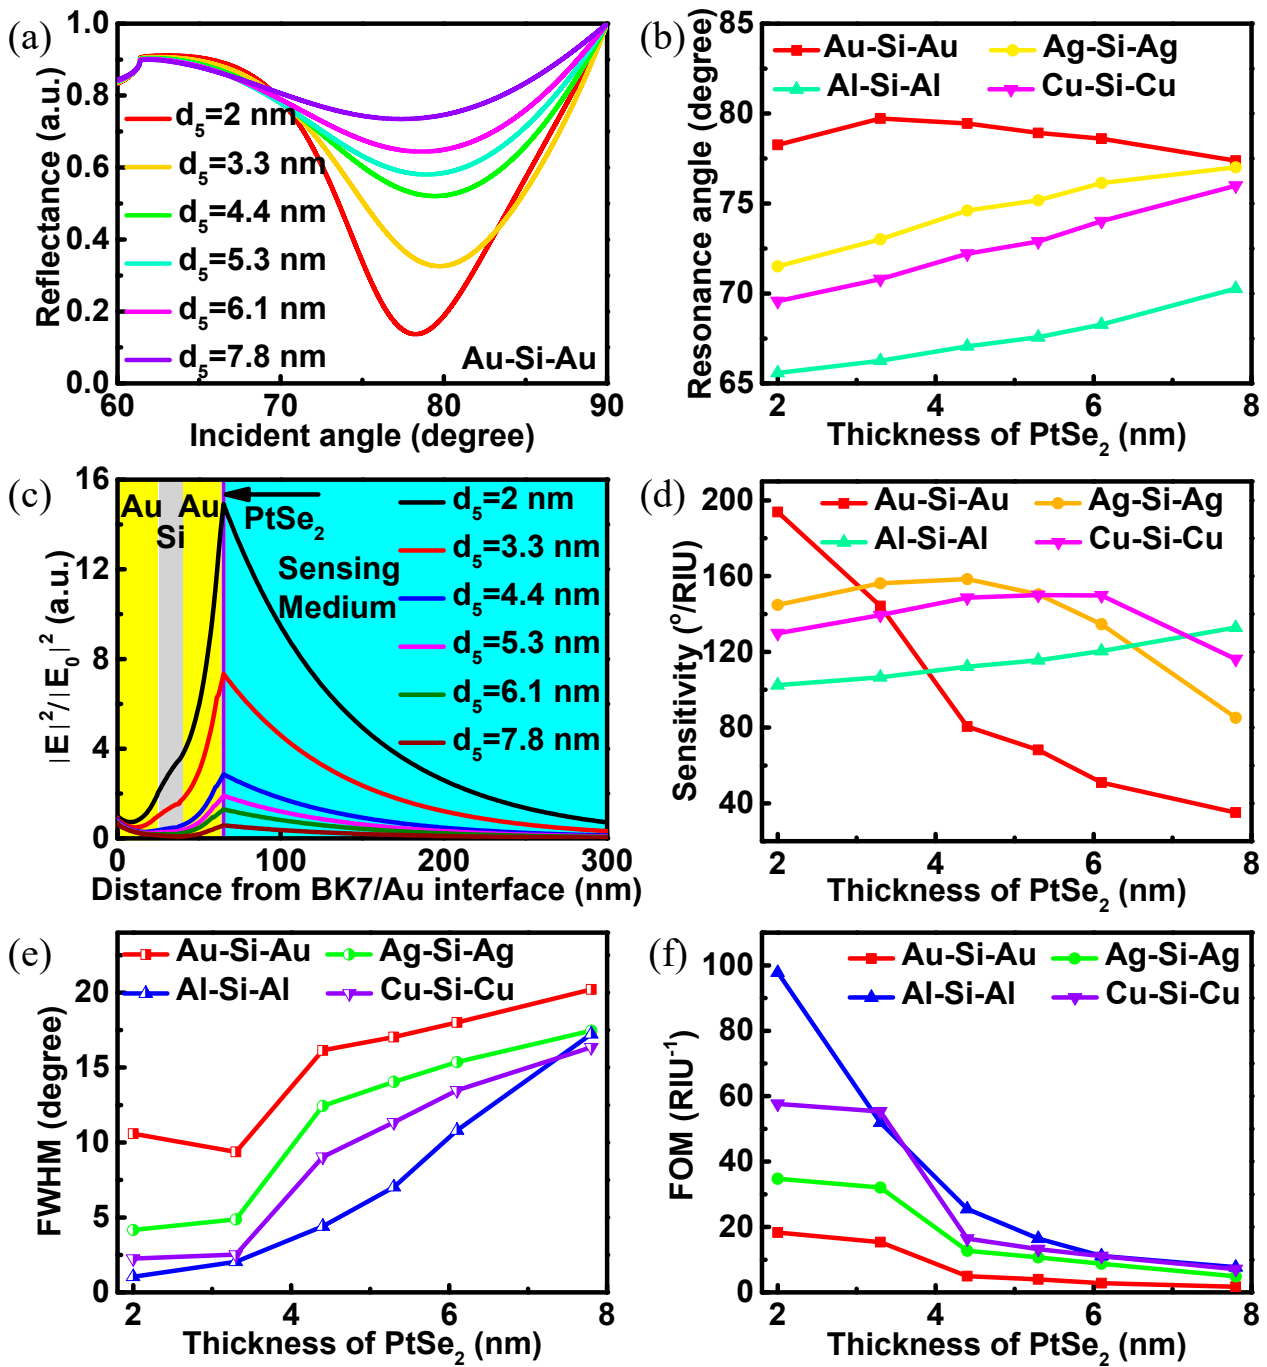 (a)
1.0
0.8
0.6
0.4
0.2
0.0
Reflectance (a.u.)
d5=2 nm
d5=3.3 nm
d5=4.4 nm
d5=5.3 nm
d5=6.1 nm
d5=7.8 nm
Au-Si-Au
60 70 80 90
Incident angle (degree)
(b)
85
80
75
70
65
Resonance angle (degree)
Au-Si-Au Ag-Si-Ag
Al-Si-Al Cu-Si-Cu
2 4 6 8
Thickness of PtSe2 (nm)
(c)
16
12
8
4
0
|E|²/|E0|² (a.u.)
Au Si Au
PtSe2
Sensing
Medium
d5=2 nm
d5=3.3 nm
d5=4.4 nm
d5=5.3 nm
d5=6.1 nm
d5=7.8 nm
0 100 200 300
Distance from BK7/Au interface (nm)
(d)
200
160
120
80
40
Sensitivity (º/RIU)
Au-Si-Au Ag-Si-Ag
Al-Si-Al Cu-Si-Cu
2 4 6 8
Thickness of PtSe2 (nm)
(e)
20
15
10
5
0
FWHM (degree)
Au-Si-Au Ag-Si-Ag
Al-Si-Al Cu-Si-Cu
2 4 6 8
Thickness of PtSe2 (nm)
(f)
100
80
60
40
20
0
FOM (RIU⁻¹)
Au-Si-Au Ag-Si-Ag
Al-Si-Al Cu-Si-Cu
2 4 6 8
Thickness of PtSe2 (nm)